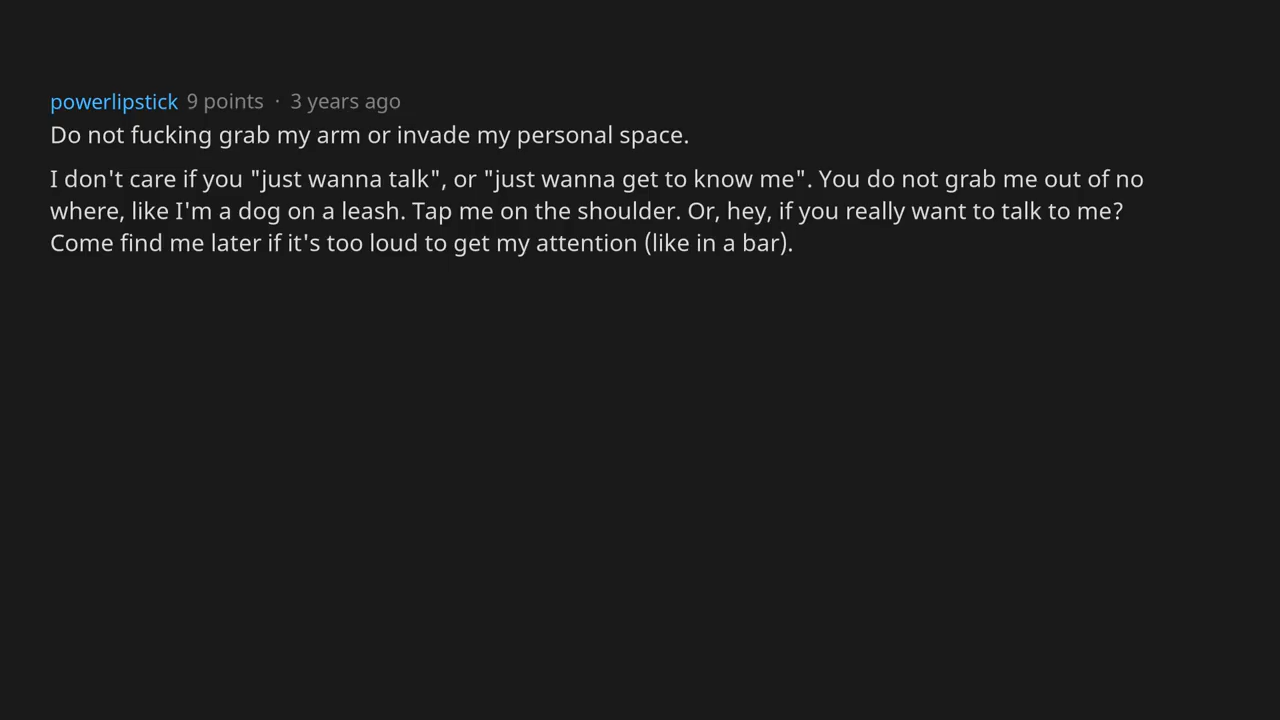 powerlipstick 9 points · 3 years ago
Do not fucking grab my arm or invade my personal space.
I don't care if you "just wanna talk", or "just wanna get to know me". You do not grab me out of no
where, like I'm a dog on a leash. Tap me on the shoulder. Or, hey, if you really want to talk to me?
Come find me later if it's too loud to get my attention (like in a bar).